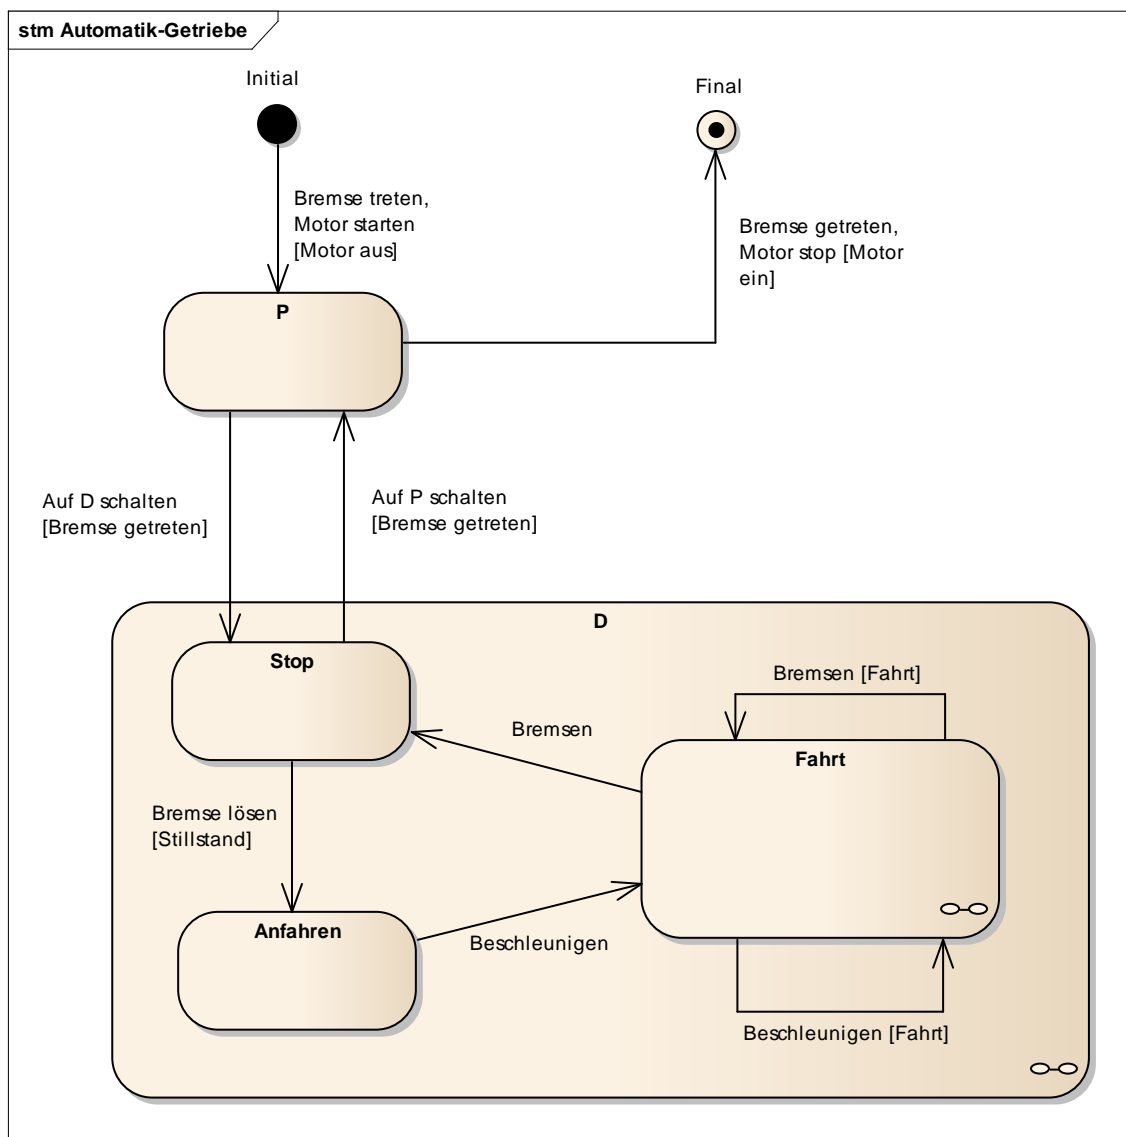 stm Automatik-Getriebe
Initial
Final
Bremse treten,
Motor starten
[Motor aus]
Bremse getreten,
Motor stop [Motor
ein]
P
Auf D schalten
[Bremse getreten]
Auf P schalten
[Bremse getreten]
D
Stop
Bremsen [Fahrt]
Bremsen
Fahrt
Bremse lösen
[Stillstand]
Anfahren
Beschleunigen
Beschleunigen [Fahrt]